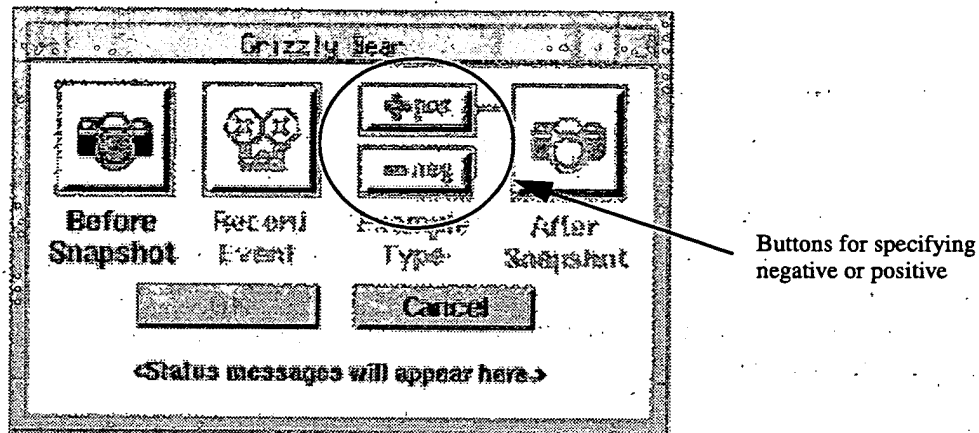 Grizzly Bear
pos
neg
Before Snapshot
Record Event
Example Type
After Snapshot
Cancel
<Status messages will appear here.>
Buttons for specifying
negative or positive